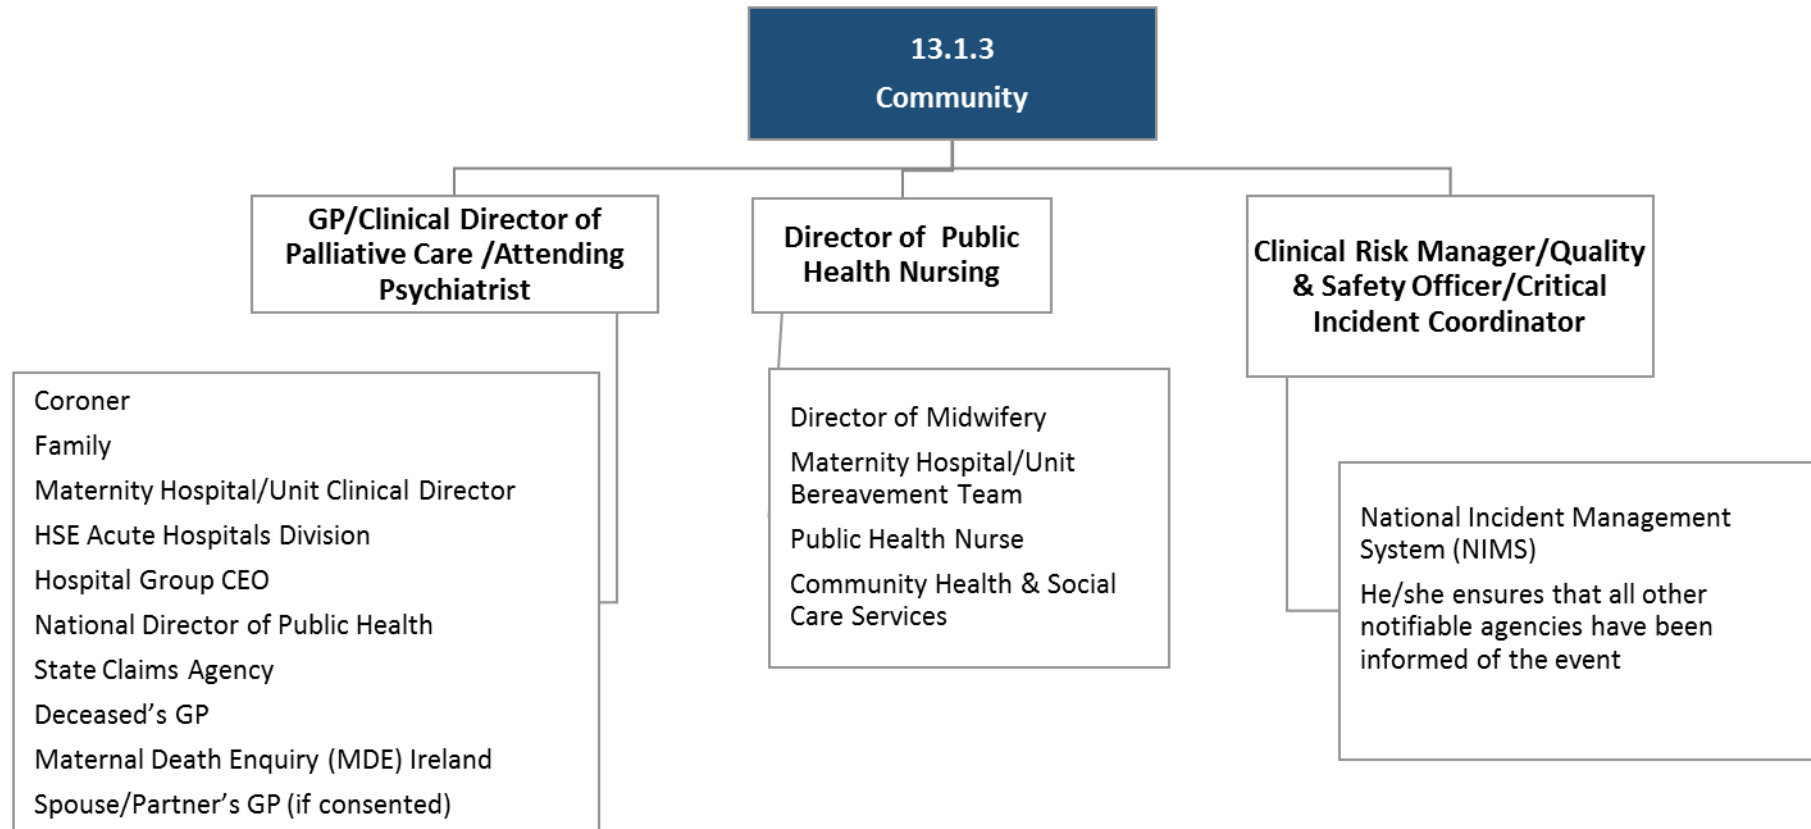 13.1.3
Community
GP/Clinical Director of
Palliative Care /Attending
Psychiatrist
Director of  Public
Health Nursing
Clinical Risk Manager/Quality
& Safety Officer/Critical
Incident Coordinator
Coroner
Family
Maternity Hospital/Unit Clinical Director
HSE Acute Hospitals Division
Hospital Group CEO
National Director of Public Health
State Claims Agency
Deceased’s GP
Maternal Death Enquiry (MDE) Ireland
Spouse/Partner’s GP (if consented)
Director of Midwifery
Maternity Hospital/Unit
Bereavement Team
Public Health Nurse
Community Health & Social
Care Services
National Incident Management
System (NIMS)
He/she ensures that all other
notifiable agencies have been
informed of the event